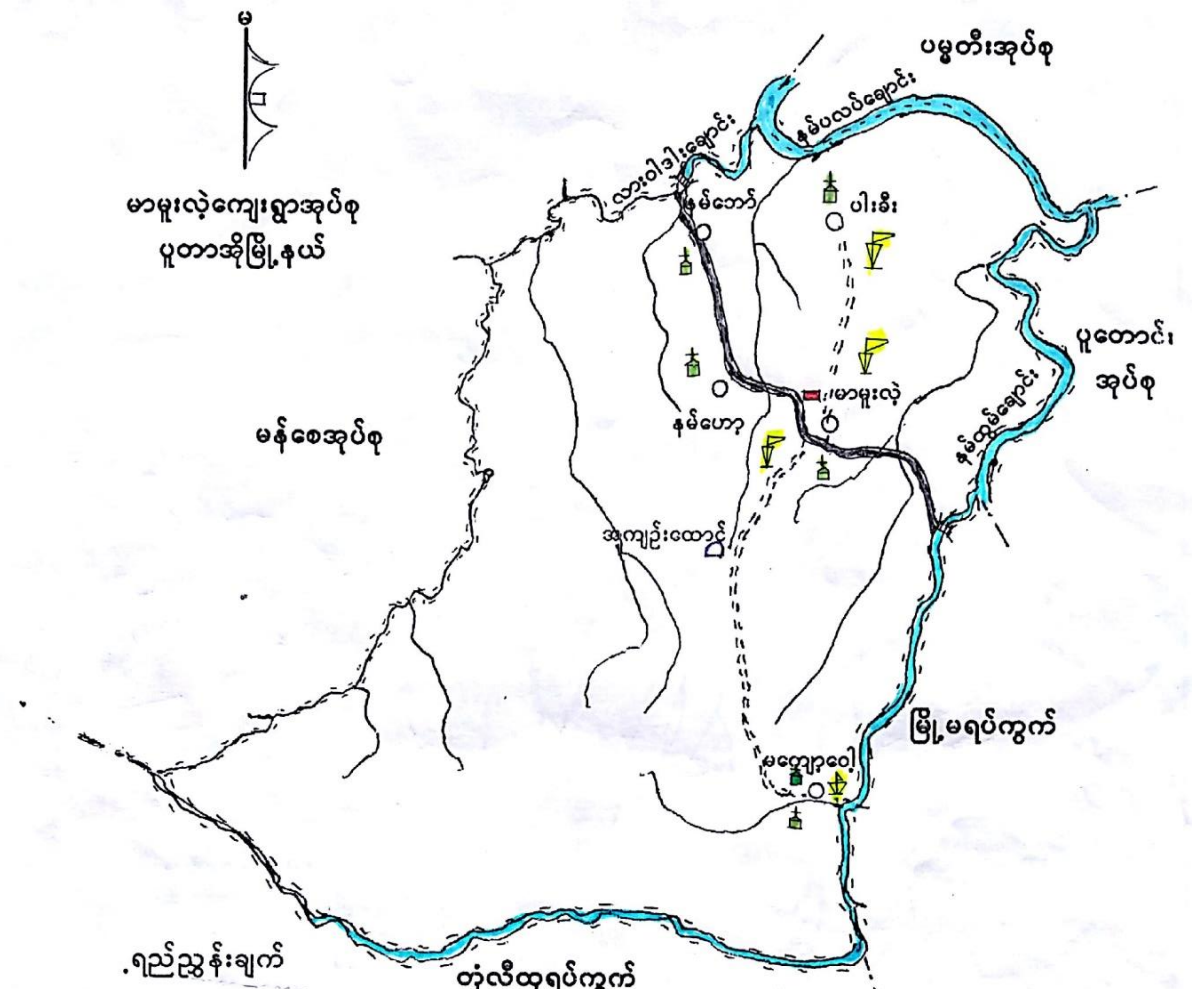 မ
ပမ္မတီးအုပ်စု
နမ်ပလပ်ချောင်း
လားဝါဒါးချောင်း
မာမူးလဲ့ကျေးရွာအုပ်စု
ပူတာအိုမြို့နယ်
နမ်ဘော်
ပါးခီး
ပူတောင်း
အုပ်စု
မန်စေအုပ်စု
မာမူးလဲ့
နမ်ဟော့
နမ်ထွမ်ချောင်း
အကျဉ်းထောင်
မြို့မရပ်ကွက်
ရည်ညွှန်းချက်
တုံလီထုရပ်ကွက်